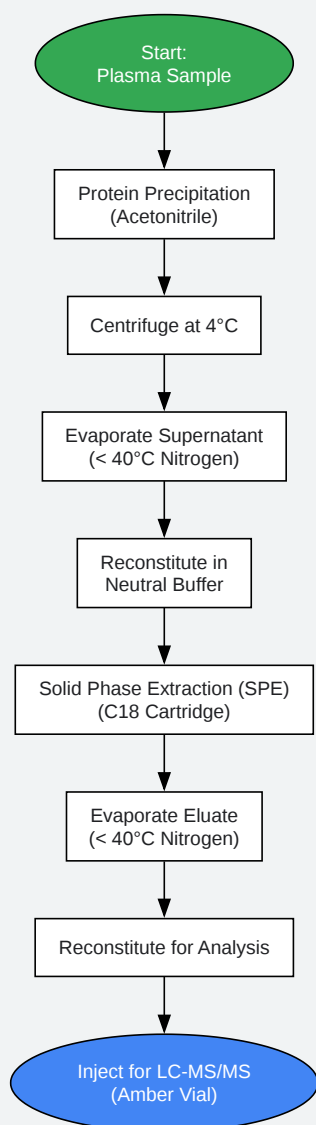 Start:
Plasma Sample
Protein Precipitation
(Acetonitrile)
Centrifuge at 4°C
Evaporate Supernatant
(< 40°C Nitrogen)
Reconstitute in
Neutral Buffer
Solid Phase Extraction (SPE)
(C18 Cartridge)
Evaporate Eluate
(< 40°C Nitrogen)
Reconstitute for Analysis
Inject for LC-MS/MS
(Amber Vial)